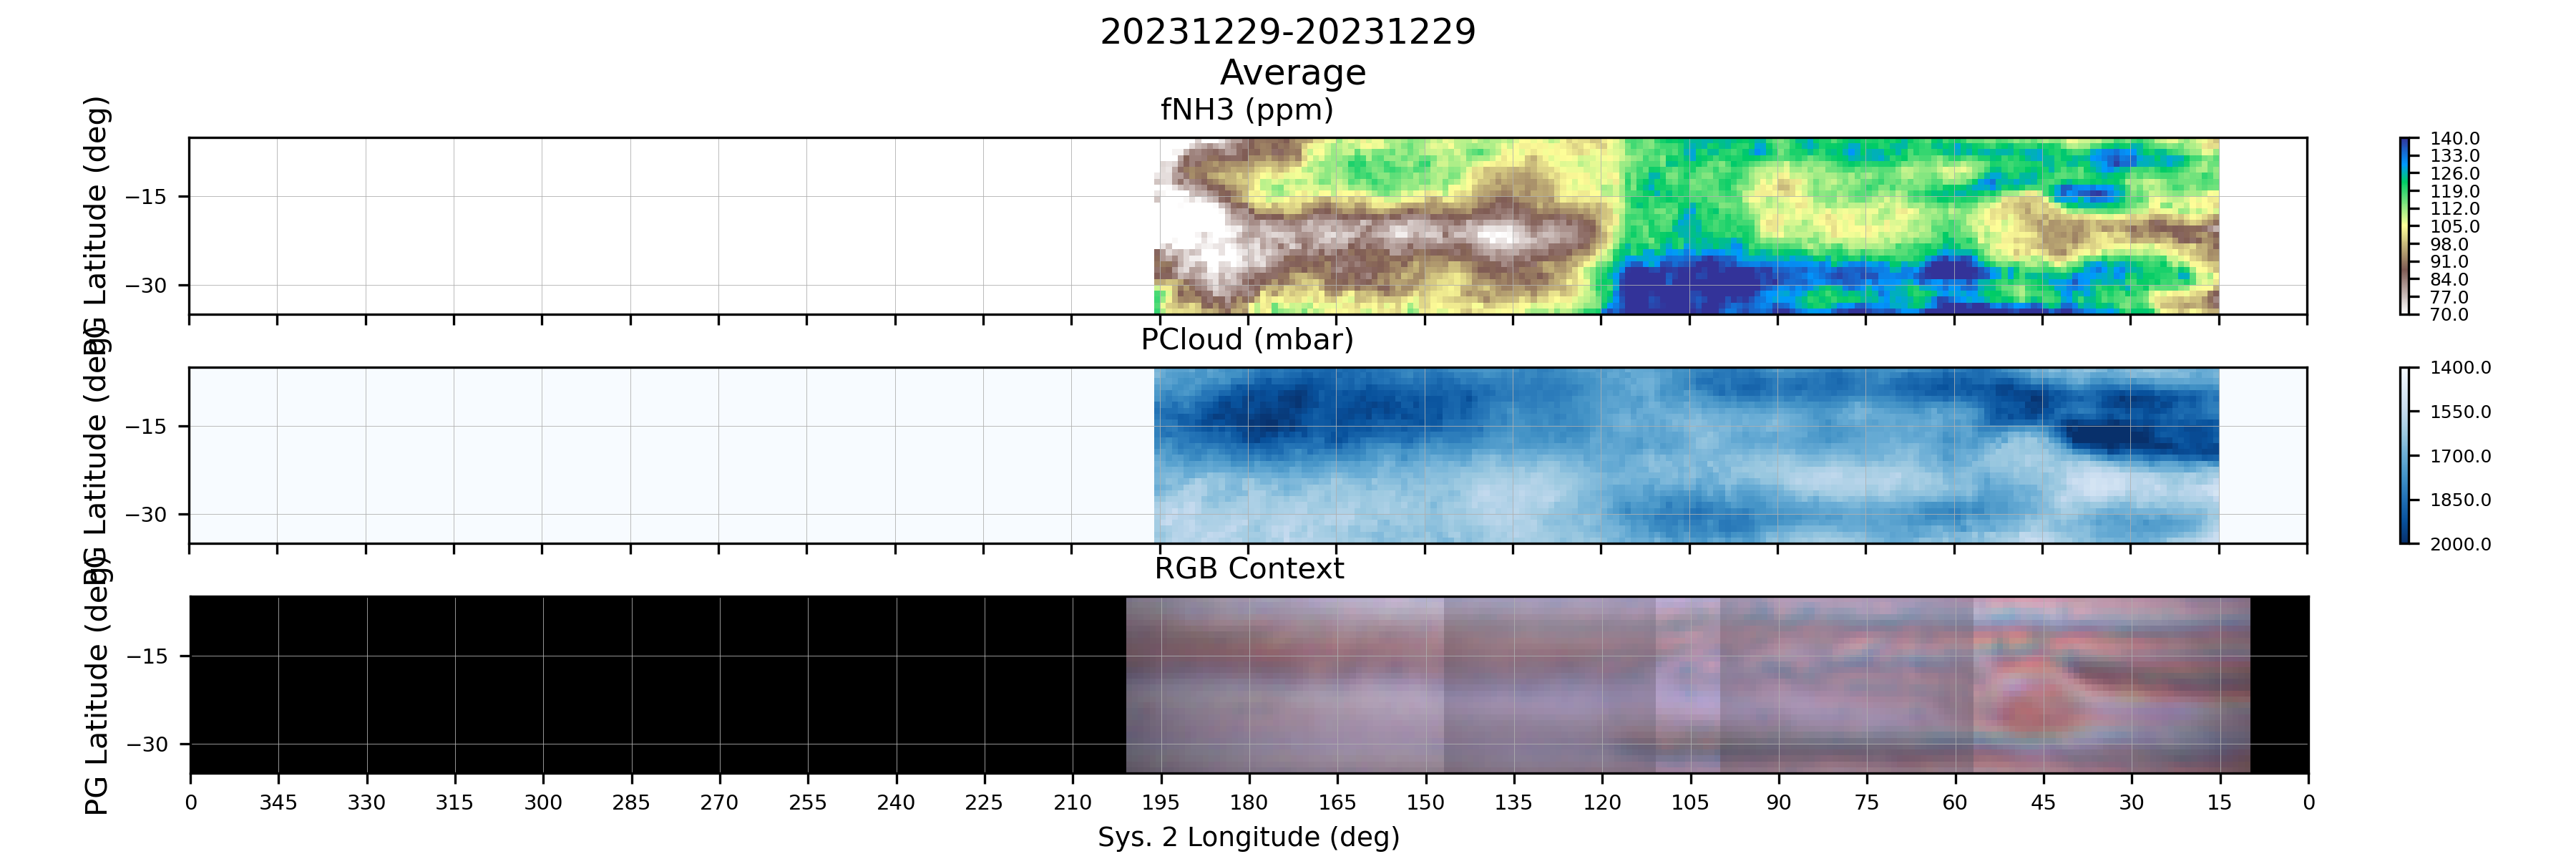 20231229-20231229
Average
fNH3 (ppm)
PG Latitude (deg)
−15
−30
140.0
133.0
126.0
119.0
112.0
105.0
98.0
91.0
84.0
77.0
70.0
PCloud (mbar)
PG Latitude (deg)
−15
−30
1400.0
1550.0
1700.0
1850.0
2000.0
RGB Context
PG Latitude (deg)
−15
−30
0 345 330 315 300 285 270 255 240 225 210 195 180 165 150 135 120 105 90 75 60 45 30 15 0
Sys. 2 Longitude (deg)